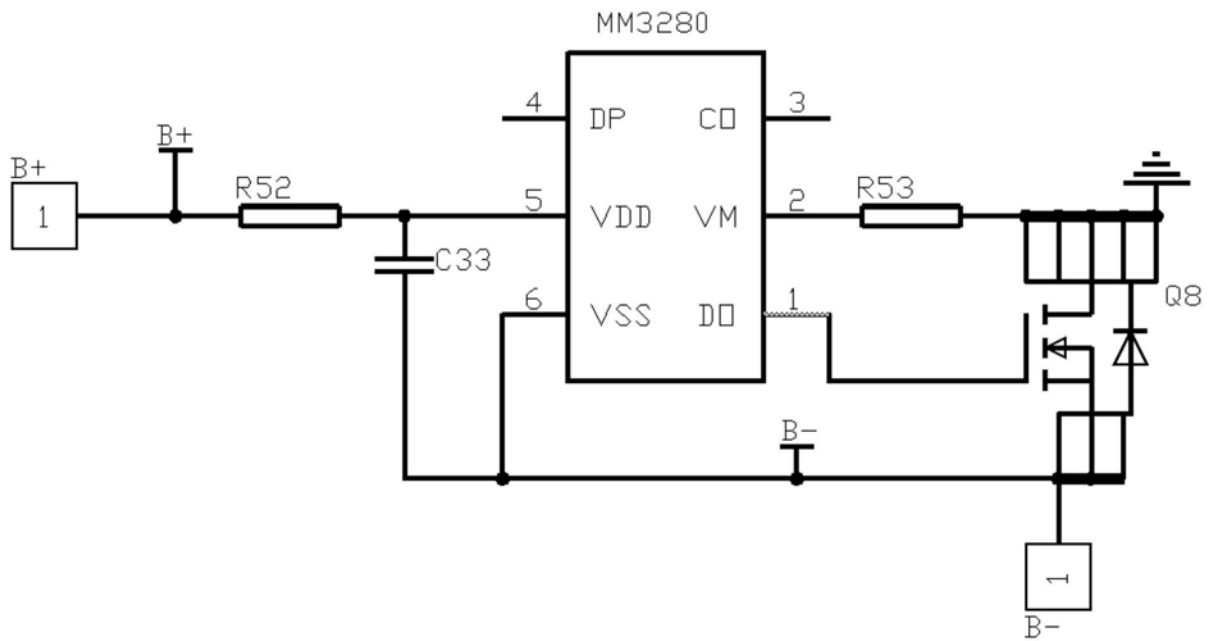 MM3280
4 DP CO 3
B+
B+
1
R52
5 VDD VM 2
R53
C33
6 VSS DO 1
Q8
B-
1
B-